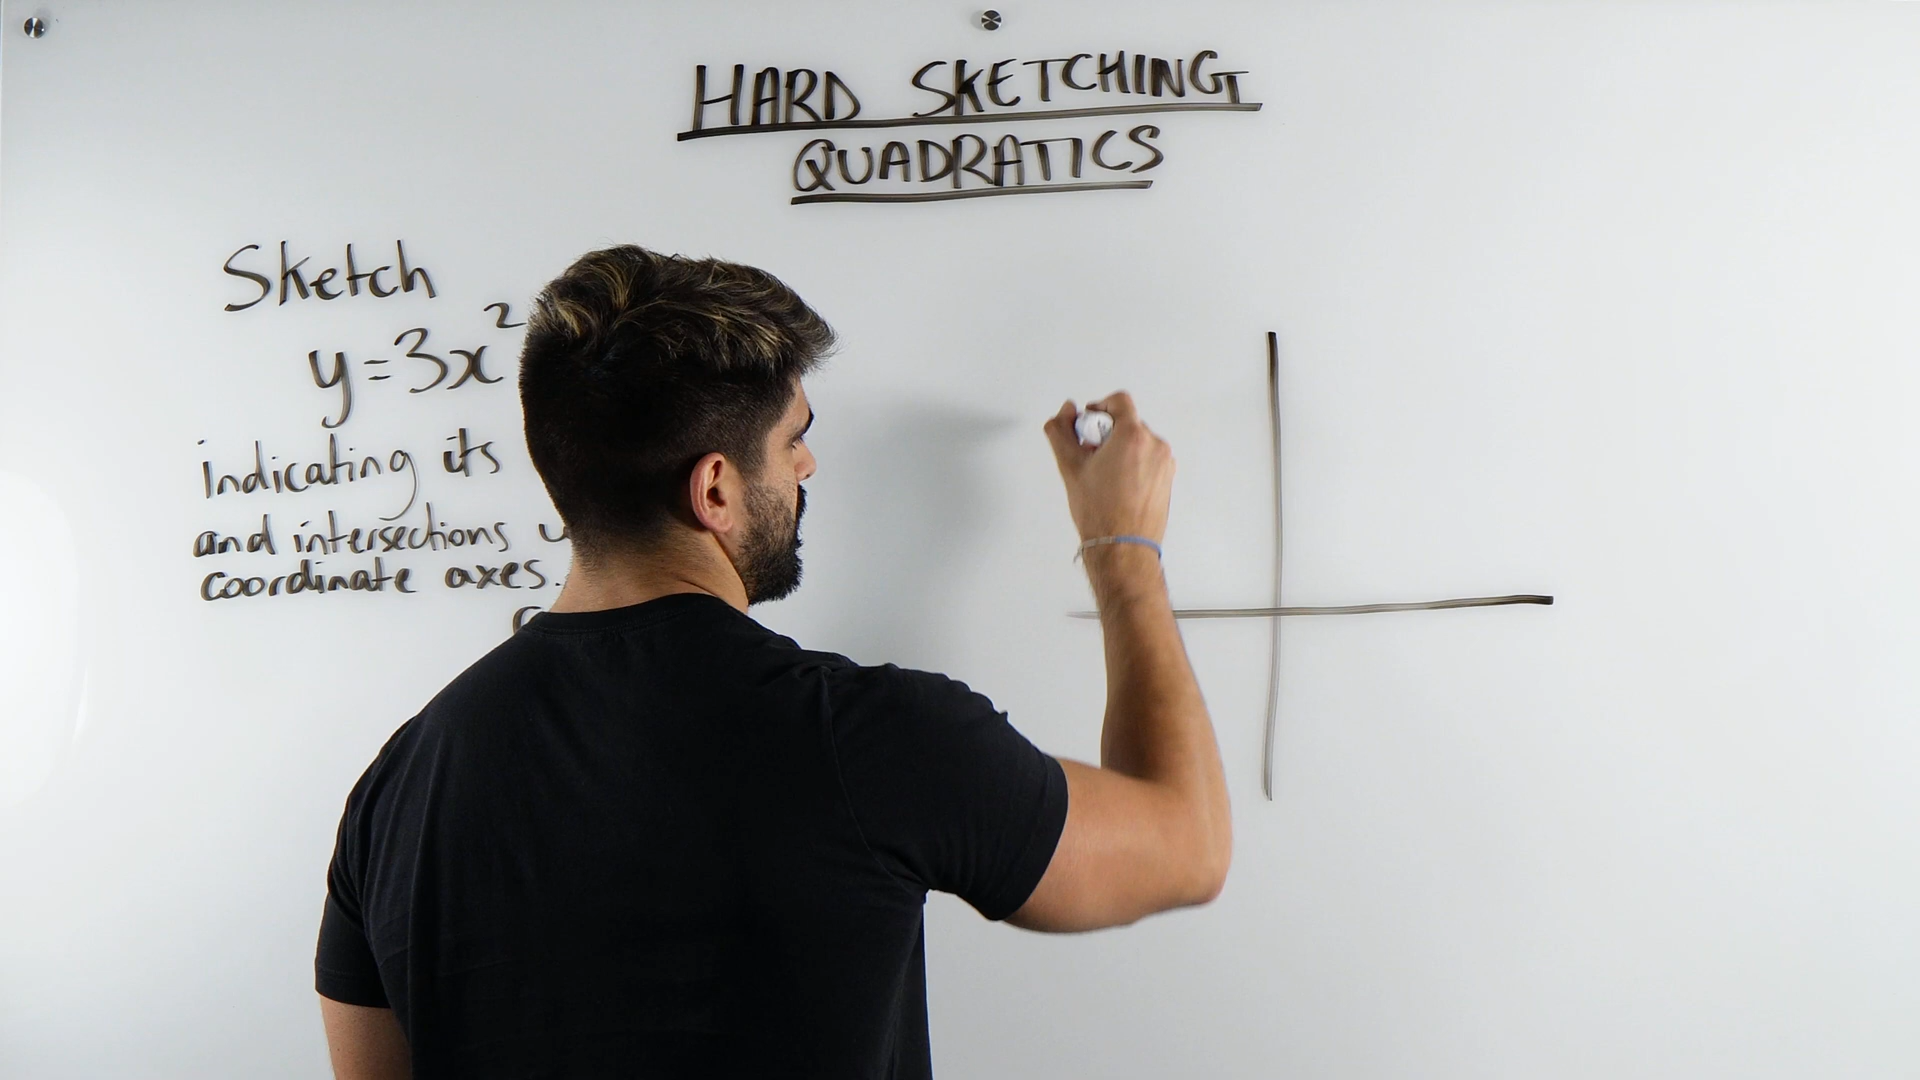 HARD SKETCHING
QUADRATICS
Sketch
y=3x²
indicating its
and intersections
coordinate axes.